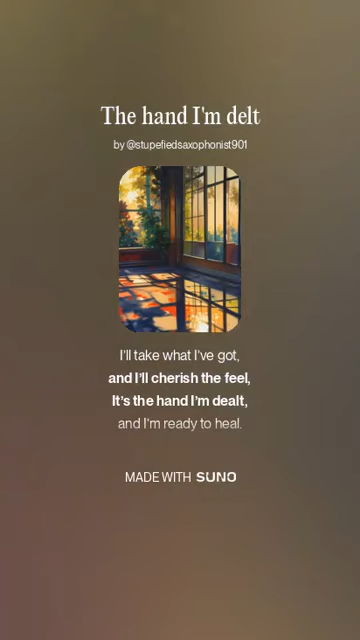 The hand I'm delt
by @stupefiedsaxophonist901
I'll take what I've got,
and I'll cherish the feel,
It's the hand I'm dealt,
and I'm ready to heal.
MADE WITH SUNO